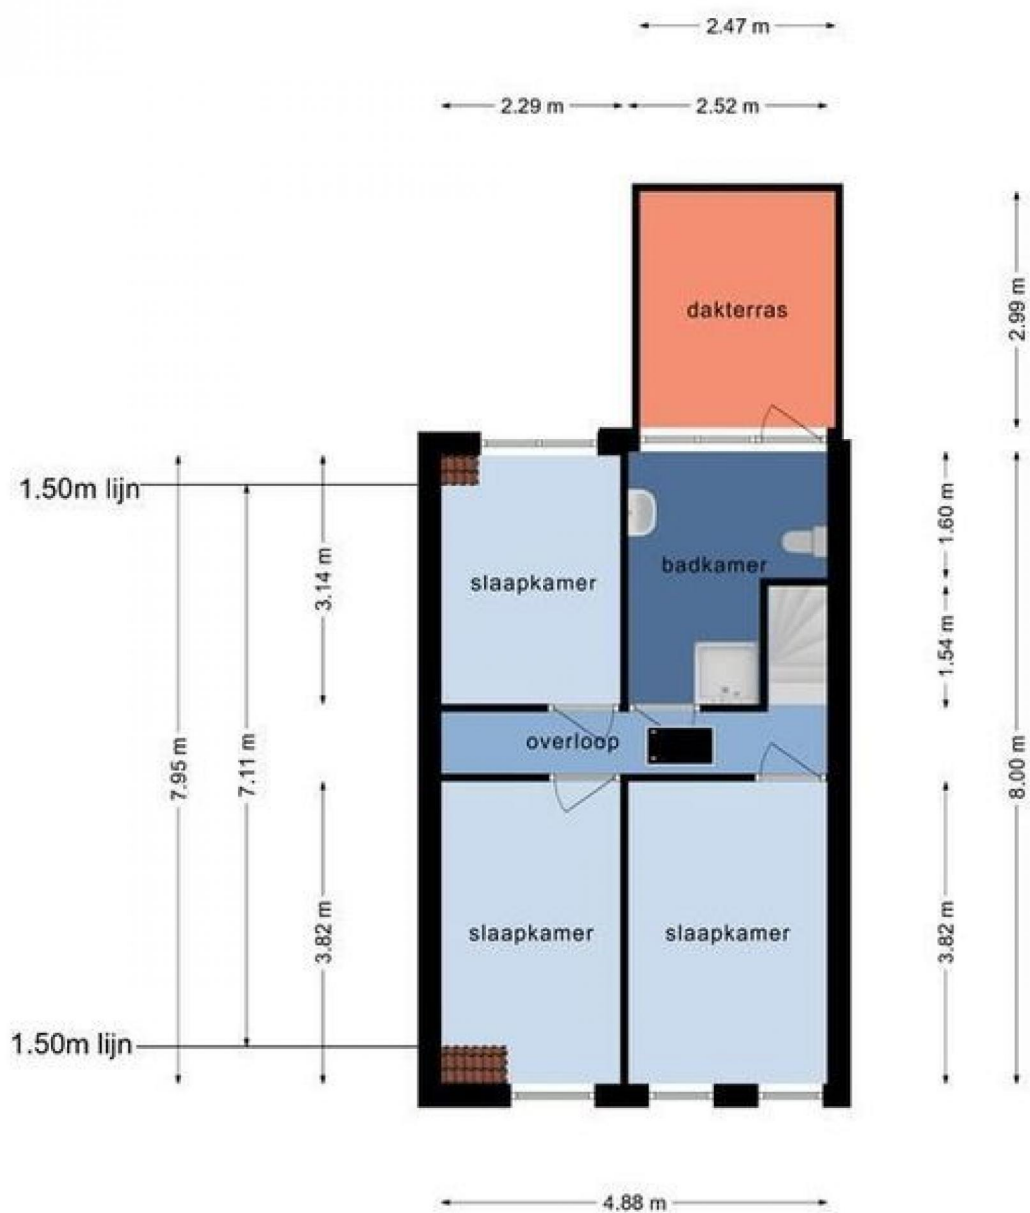 2.47 m
2.29 m
2.52 m
dakterras
2.99 m
1.50m lijn
3.14 m
slaapkamer
badkamer
1.60 m
1.54 m
overloop
7.95 m
7.11 m
8.00 m
3.82 m
slaapkamer
slaapkamer
3.82 m
1.50m lijn
4.88 m